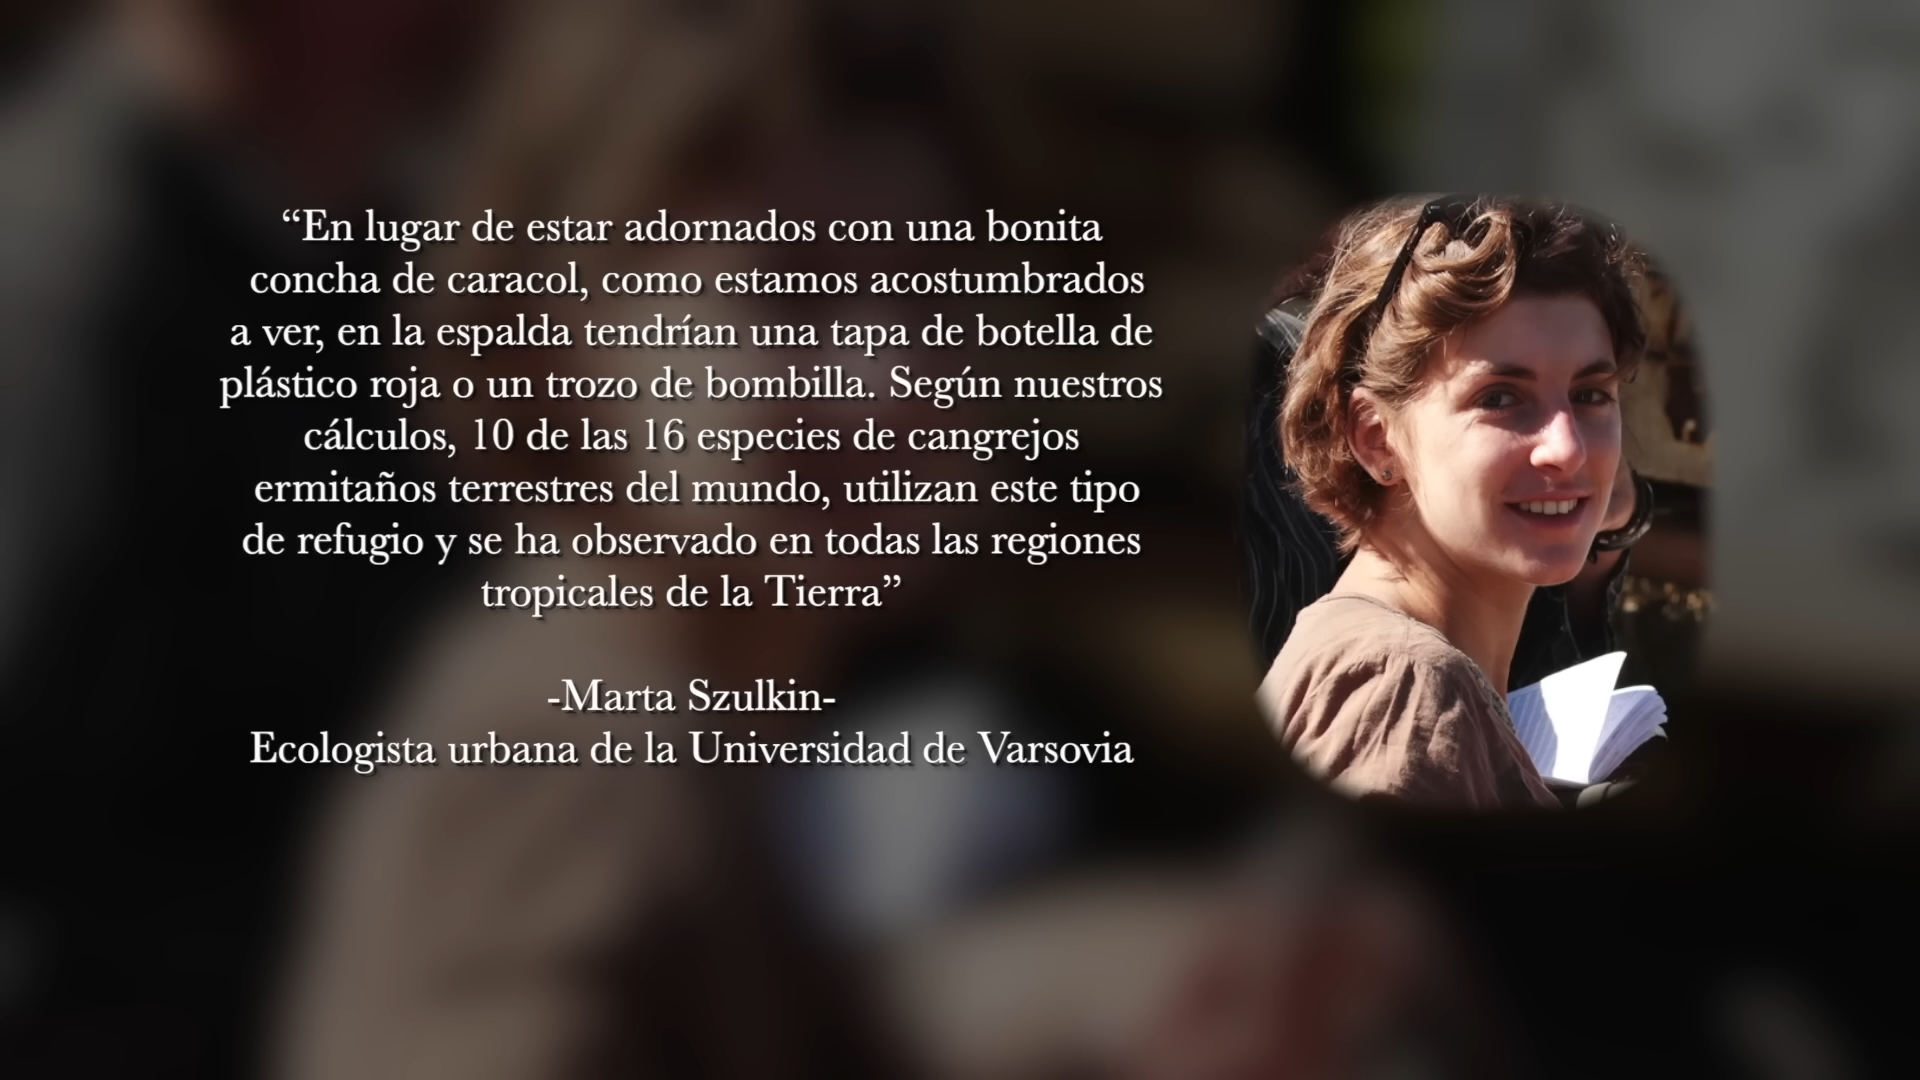 “En lugar de estar adornados con una bonita
concha de caracol, como estamos acostumbrados
a ver, en la espalda tendrían una tapa de botella de
plástico roja o un trozo de bombilla. Según nuestros
cálculos, 10 de las 16 especies de cangrejos
ermitaños terrestres del mundo, utilizan este tipo
de refugio y se ha observado en todas las regiones
tropicales de la Tierra”
-Marta Szulkin-
Ecologista urbana de la Universidad de Varsovia